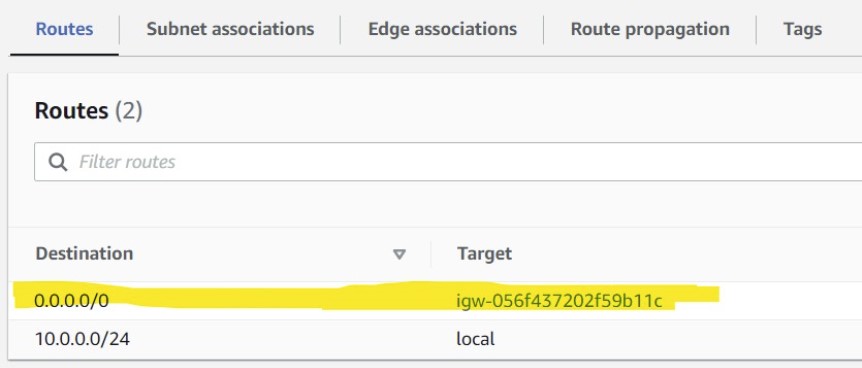 Routes Subnet associations Edge associations Route propagation Tags
Routes (2)
Filter routes
Destination Target
0.0.0.0/0 igw-056f437202f59b11c
10.0.0.0/24 local